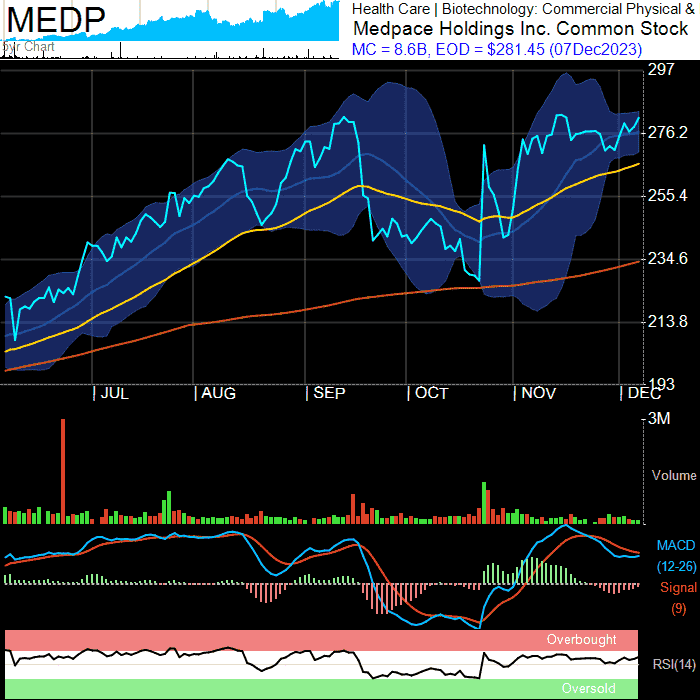 MEDP
5yr Chart
Health Care | Biotechnology: Commercial Physical &
Medpace Holdings Inc. Common Stock
MC = 8.6B, EOD = $281.45 (07Dec2023)
297
276.2
255.4
234.6
213.8
193
| JUL | AUG | SEP | OCT | NOV | DEC
3M
Volume
MACD
(12-26)
Signal
(9)
Overbought
RSI(14)
Oversold